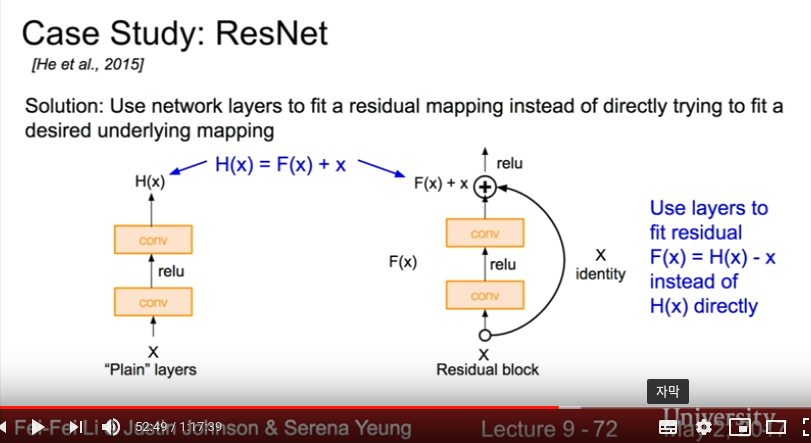 Case Study: ResNet
[He et al., 2015]
Solution: Use network layers to fit a residual mapping instead of directly trying to fit a
desired underlying mapping
H(x) = F(x) + x
relu
H(x)
F(x) + x
conv
relu
conv
X
"Plain" layers
F(x)
conv
relu
conv
X
identity
X
Residual block
Use layers to
fit residual
F(x) = H(x) - x
instead of
H(x) directly
자막
Fei-Fei Li & Justin Johnson & Serena Yeung
52:49 / 1:17:39
Lecture 9 - 72
University